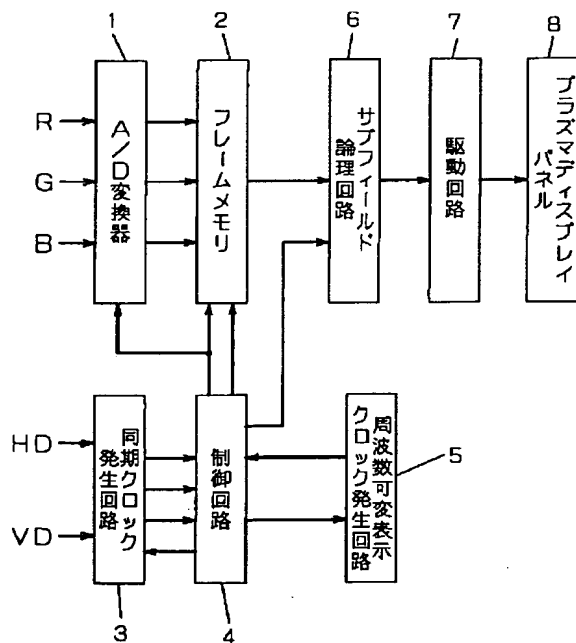 1
2
6
7
8
R
G
B
A/D変換器
フレームメモリ
サブフィールド
論理回路
駆動回路
プラズマディスプレイ
パネル
HD
VD
同期クロック
発生回路
制御回路
周波数可変表示
クロック発生回路
5
3
4